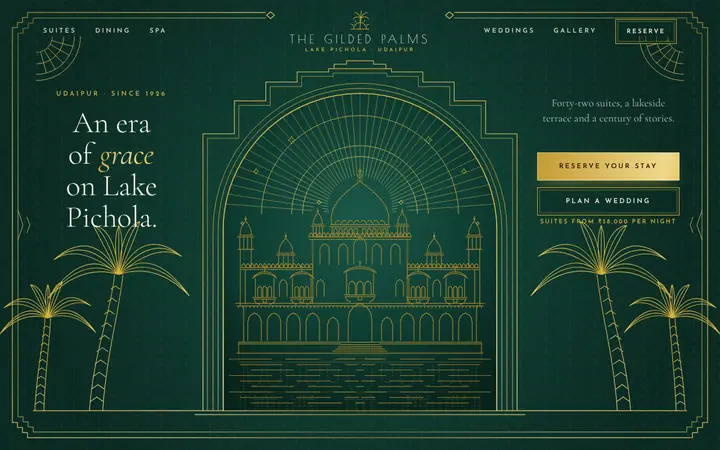 SUITES DINING SPA
THE GILDED PALMS
LAKE PICHOLA · UDAIPUR
WEDDINGS GALLERY RESERVE
UDAIPUR · SINCE 1926
An era
of grace
on Lake
Pichola.
Forty-two suites, a lakeside
terrace and a century of stories.
RESERVE YOUR STAY
PLAN A WEDDING
SUITES FROM ₹18,000 PER NIGHT